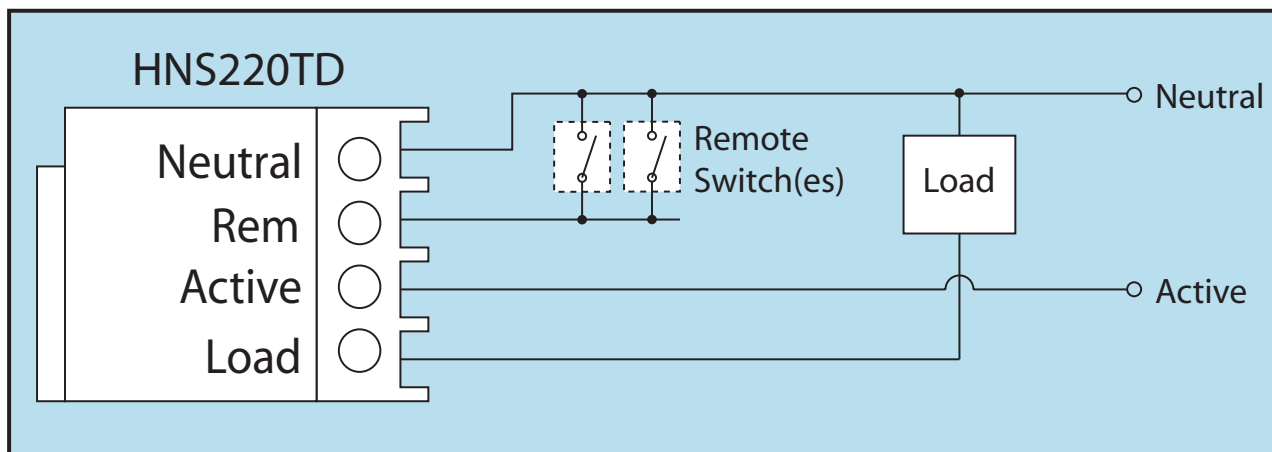 HNS220TD
Neutral
Rem
Active
Load
Remote
Switch(es)
Load
Neutral
Active